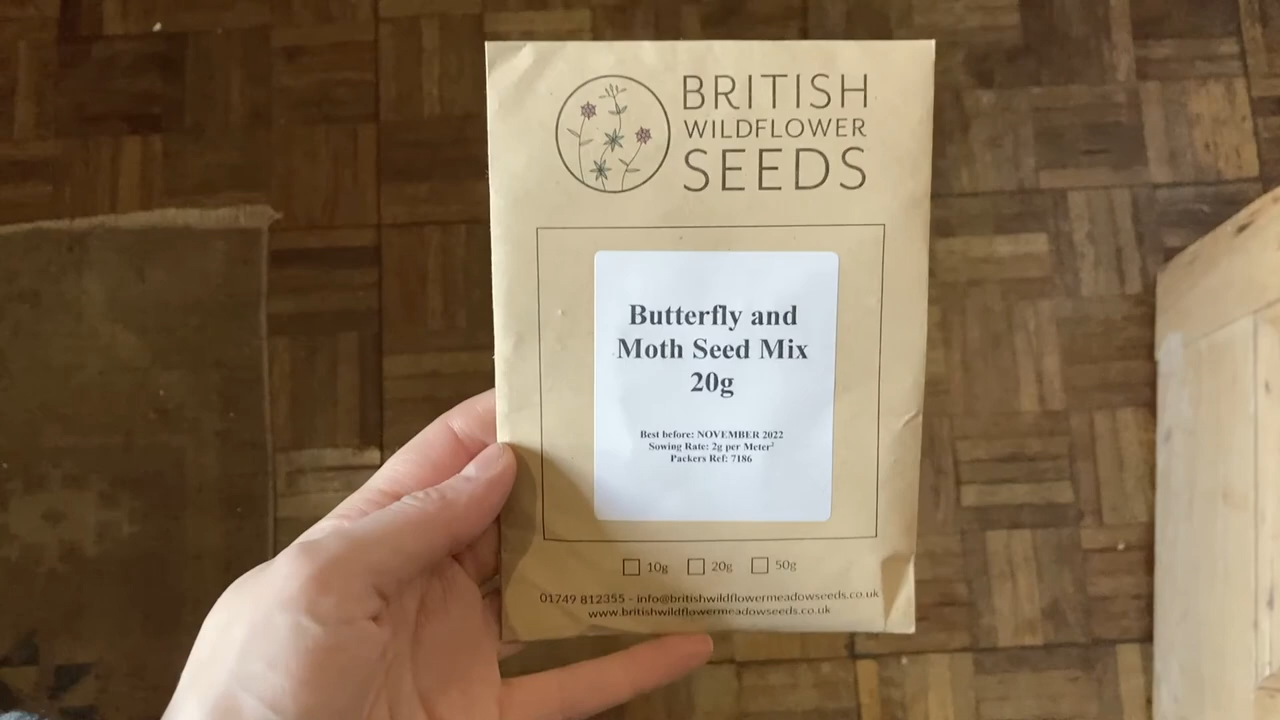 BRITISH
WILDFLOWER
SEEDS
Butterfly and
Moth Seed Mix
20g
Best before: NOVEMBER 2022
Sowing Rate: 2g per Meter²
Packers Ref: 7186
10g 20g 50g
01749 812355 - info@britishwildflowermeadowseeds.co.uk
www.britishwildflowermeadowseeds.co.uk